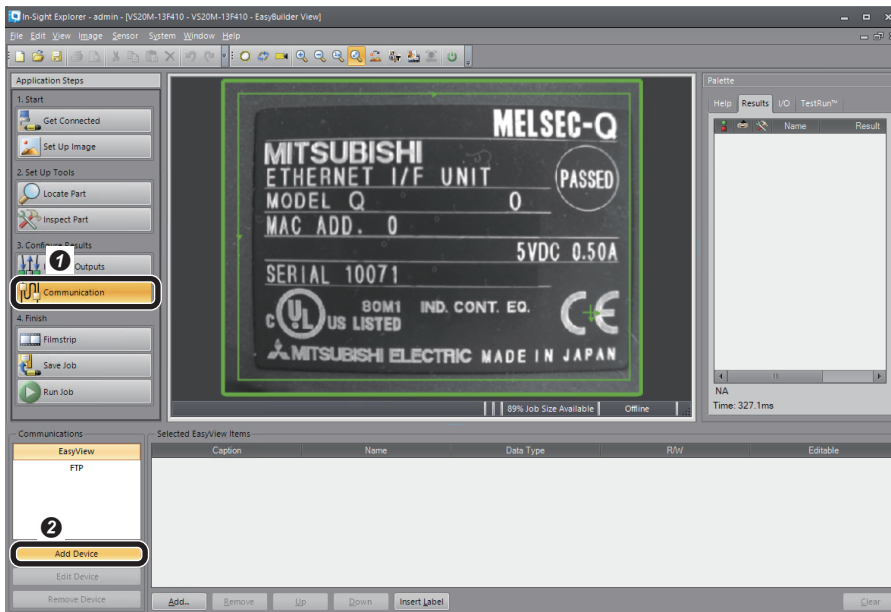 In-Sight Explorer - admin - [VS20M-13F410 - VS20M-13F410 - EasyBuilder View]
File Edit View Image Sensor System Window Help
Application Steps
1. Start
Get Connected
Set Up Image
2. Set Up Tools
Locate Part
Inspect Part
3. Configure Results
1
Outputs
Communication
4. Finish
Filmstrip
Save Job
Run Job
MELSEC-Q
MITSUBISHI
ETHERNET I/F UNIT
PASSED
MODEL Q 0
MAC ADD. 0
5VDC 0.50A
SERIAL 10071
C UL US LISTED
80M1 IND. CONT. EQ.
CE
MITSUBISHI ELECTRIC MADE IN JAPAN
89% Job Size Available Offline
Palette
Help Results I/O TestRun™
Name Result
NA
Time: 327.1ms
Communications
EasyView
FTP
2
Add Device
Edit Device
Remove Device
Selected EasyView Items
Caption Name Data Type R/W Editable
Add... Remove Up Down Insert Label Clear